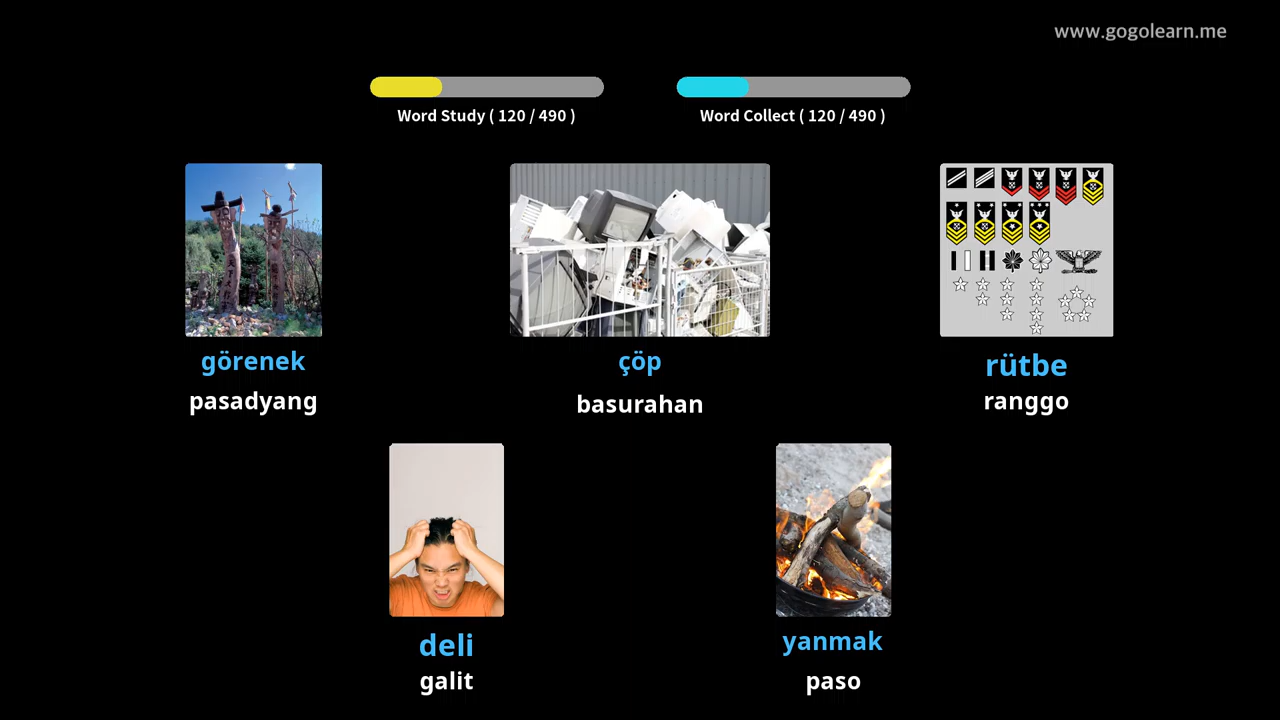 www.gogolearn.me
Word Study ( 120 / 490 )
Word Collect ( 120 / 490 )
görenek
pasadyang
çöp
basurahan
rütbe
ranggo
deli
galit
yanmak
paso